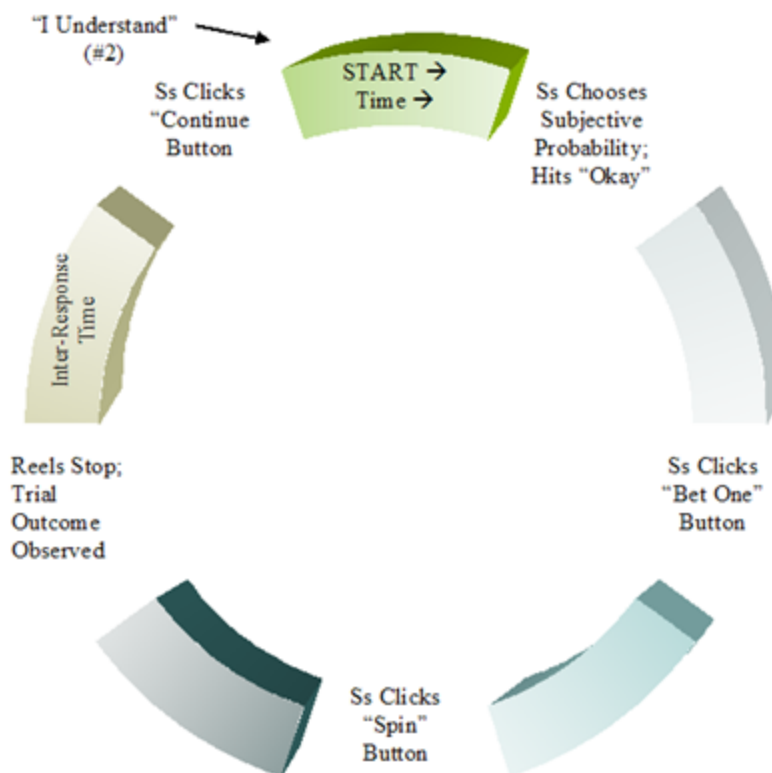 “I Understand”
(#2)
START →
Time →
Ss Clicks
“Continue
Button
Ss Chooses
Subjective
Probability;
Hits “Okay”
Inter-Response
Time
Reels Stop;
Trial
Outcome
Observed
Ss Clicks
“Bet One”
Button
Ss Clicks
“Spin”
Button